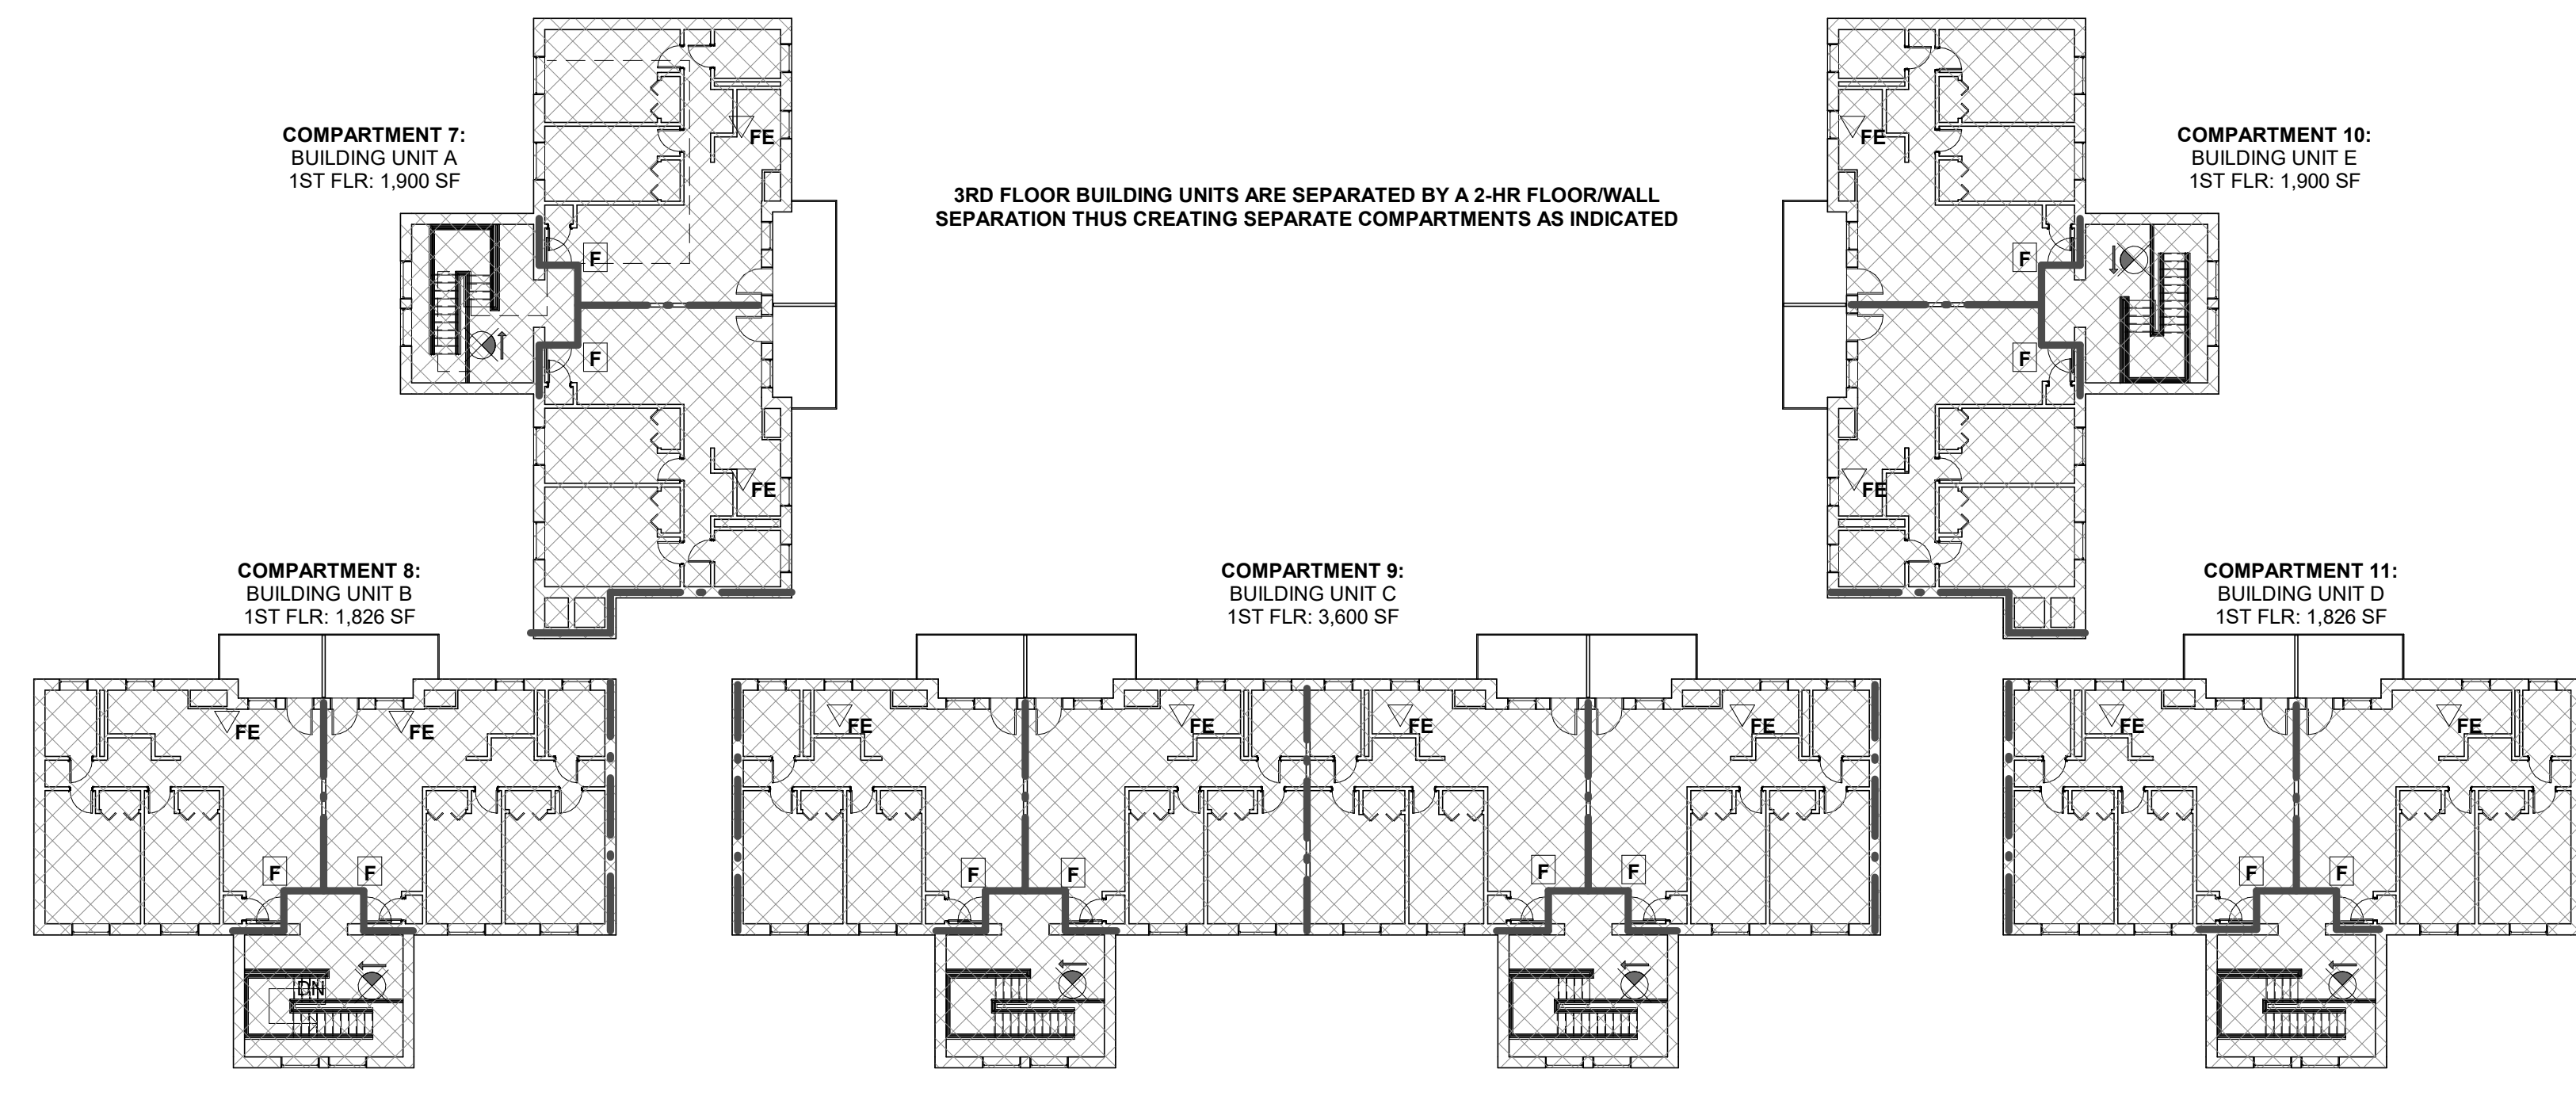 COMPARTMENT 7:
BUILDING UNIT A
1ST FLR: 1,900 SF
FE
F
F
FE
3RD FLOOR BUILDING UNITS ARE SEPARATED BY A 2-HR FLOOR/WALL
SEPARATION THUS CREATING SEPARATE COMPARTMENTS AS INDICATED
COMPARTMENT 10:
BUILDING UNIT E
1ST FLR: 1,900 SF
FE
F
F
FE
COMPARTMENT 8:
BUILDING UNIT B
1ST FLR: 1,826 SF
FE
FE
F
F
DN
COMPARTMENT 9:
BUILDING UNIT C
1ST FLR: 3,600 SF
FE
FE
FE
FE
F
F
F
F
COMPARTMENT 11:
BUILDING UNIT D
1ST FLR: 1,826 SF
FE
FE
F
F